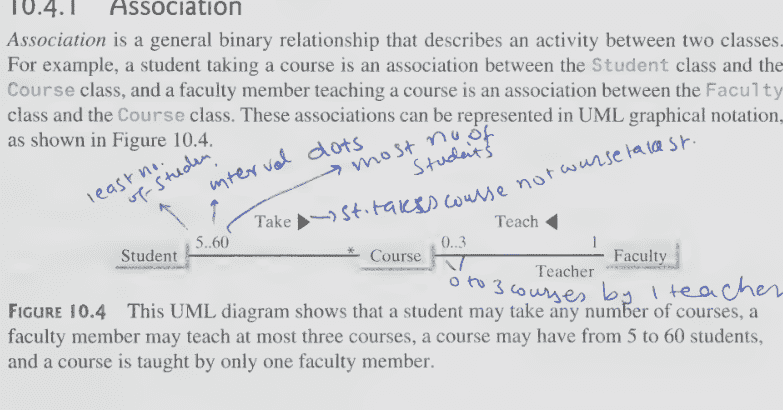 10.4.1 Association
Association is a general binary relationship that describes an activity between two classes.
For example, a student taking a course is an association between the Student class and the
Course class, and a faculty member teaching a course is an association between the Faculty
class and the Course class. These associations can be represented in UML graphical notation,
as shown in Figure 10.4.
least no. of studen.
interval dots
most nu of Students
Take ▶ → st. takes course not course take st.
Teach ◀
5..60
*
0..3
1
Student
Course
Faculty
Teacher
0 to 3 courses by 1 teacher
FIGURE 10.4 This UML diagram shows that a student may take any number of courses, a
faculty member may teach at most three courses, a course may have from 5 to 60 students,
and a course is taught by only one faculty member.